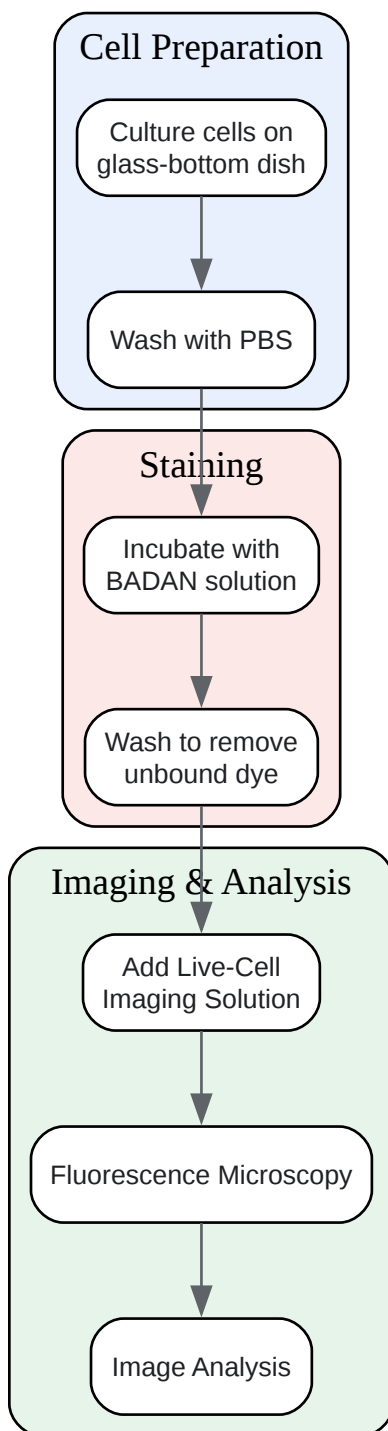 Cell Preparation
Culture cells on
glass-bottom dish
Wash with PBS
Staining
Incubate with
BADAN solution
Wash to remove
unbound dye
Imaging & Analysis
Add Live-Cell
Imaging Solution
Fluorescence Microscopy
Image Analysis